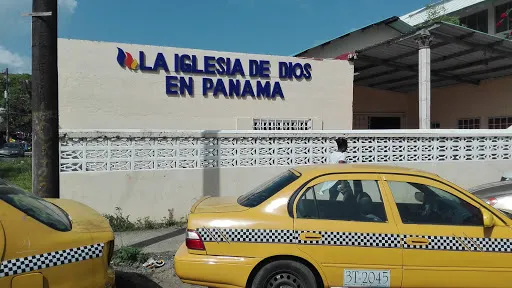 LA IGLESIA DE DIOS
EN PANAMA
3T-2045